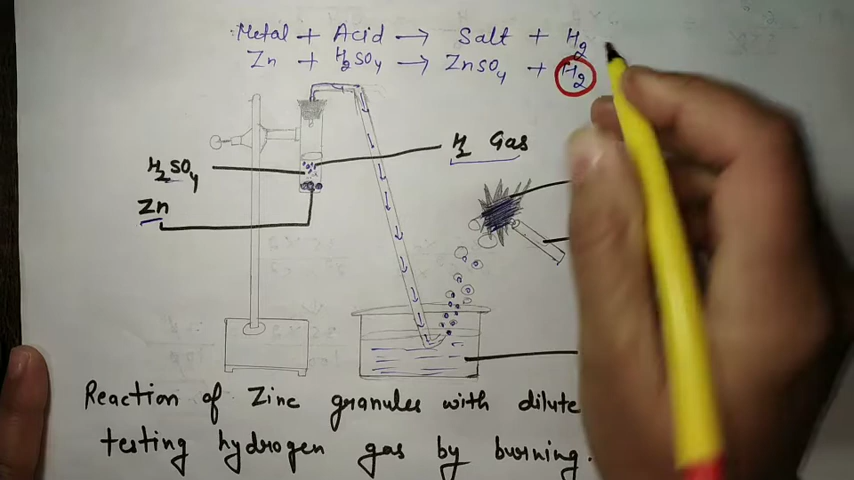 Metal + Acid → Salt + H2
Zn + H2SO4 → ZnSO4 + H2
H2 Gas
H2SO4
Zn
Reaction of Zinc granules with dilute
testing hydrogen gas by burning.